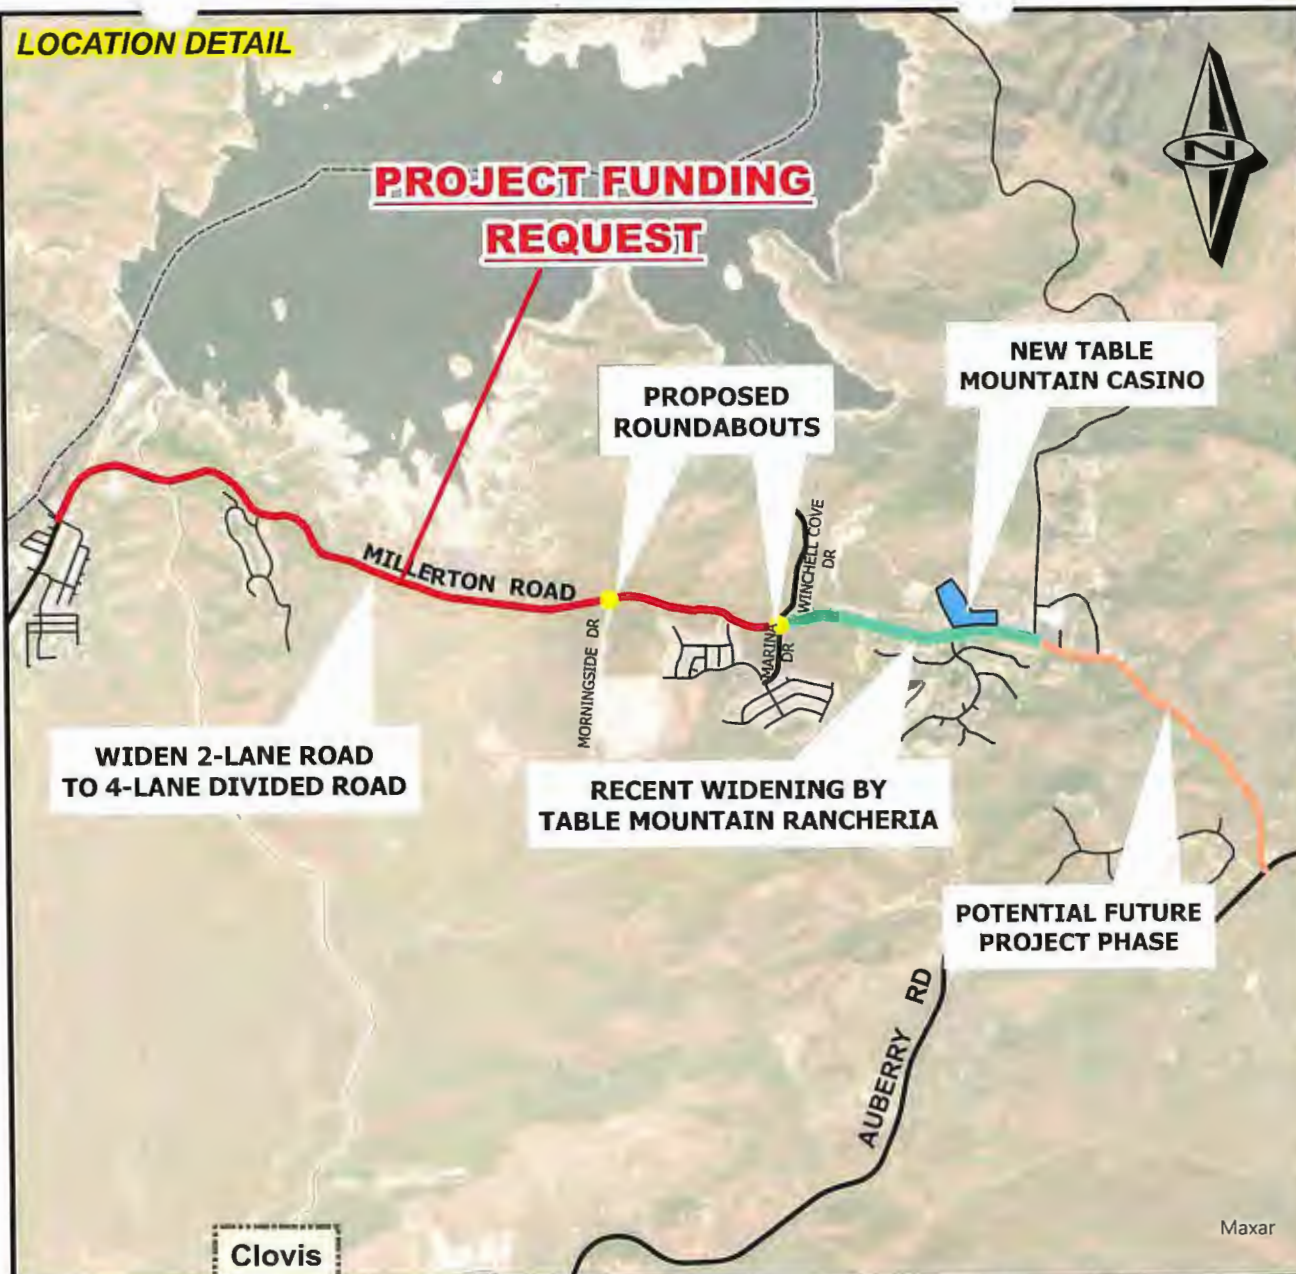 LOCATION DETAIL
N
PROJECT FUNDING
REQUEST
NEW TABLE
MOUNTAIN CASINO
PROPOSED
ROUNDABOUTS
WINCHELL COVE
DR
MILLERTON ROAD
MORNINGSIDE DR
MARINA
DR
WIDEN 2-LANE ROAD
TO 4-LANE DIVIDED ROAD
RECENT WIDENING BY
TABLE MOUNTAIN RANCHERIA
POTENTIAL FUTURE
PROJECT PHASE
AUBERRY RD
Maxar
Clovis